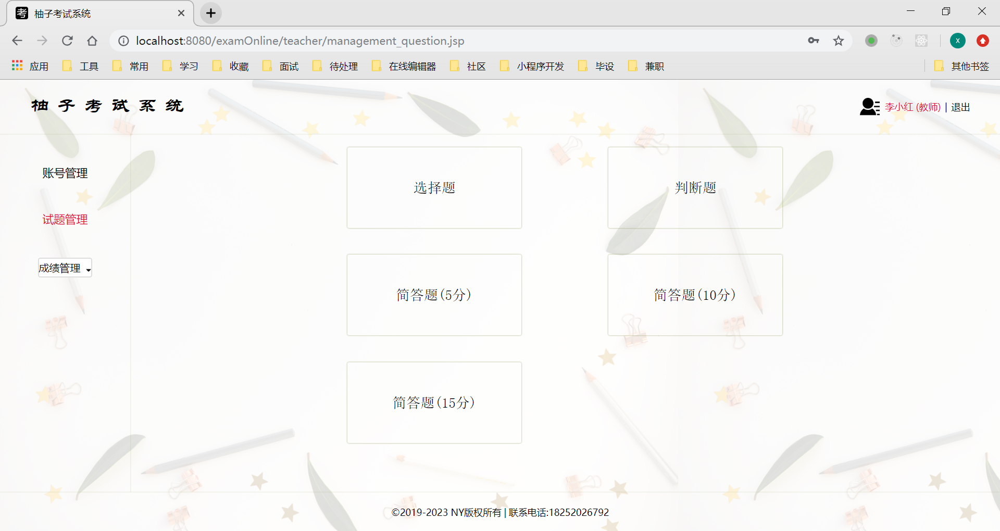 柚子考试系统
localhost:8080/examOnline/teacher/management_question.jsp
x
应用 工具 常用 学习 收藏 面试 待处理 在线编辑器 社区 小程序开发 毕设 兼职 其他书签
柚子考试系统
李小红 (教师) | 退出
账号管理
试题管理
成绩管理
选择题 判断题
简答题(5分) 简答题(10分)
简答题(15分)
©2019-2023 NY版权所有 | 联系电话:18252026792